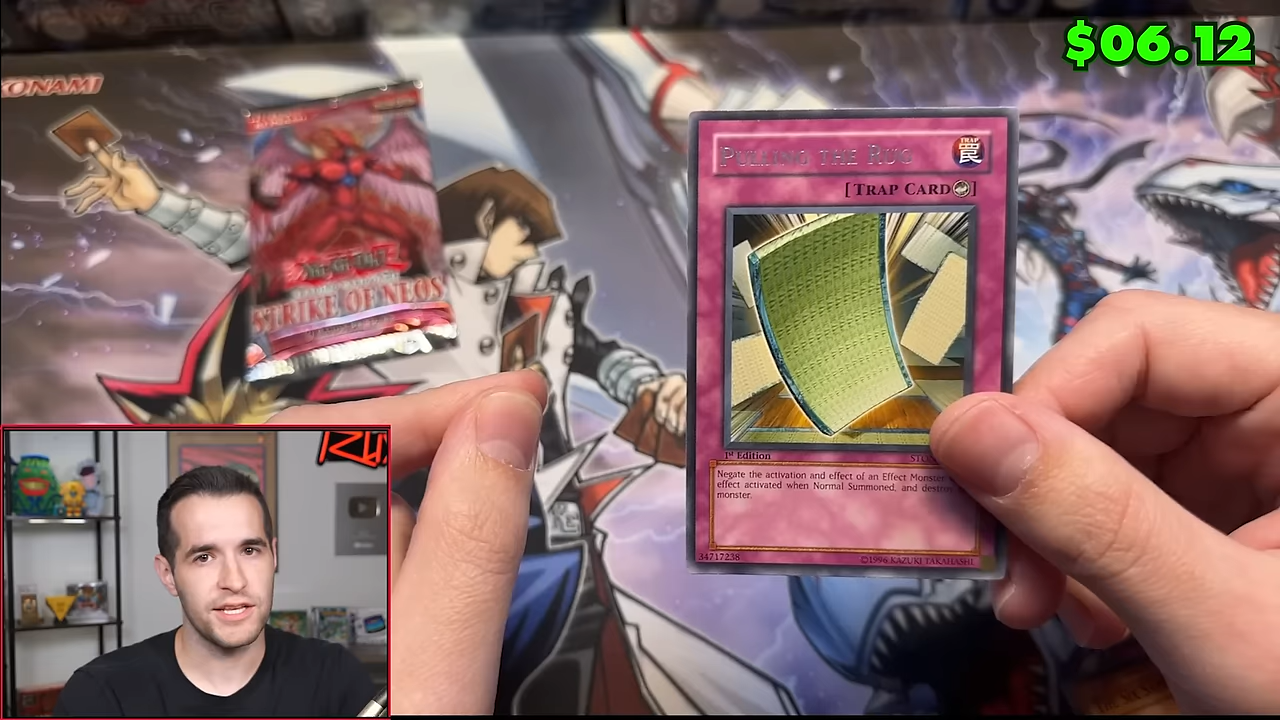 $06.12
KONAMI
STRIKE OF NEOS
PULLING THE RUG
TRAP
罠
[TRAP CARD]
1st Edition
Negate the activation and effect of an Effect Monster
effect activated when Normal Summoned, and
monster.
34717238
©1996 KAZUKI TAKAHASHI